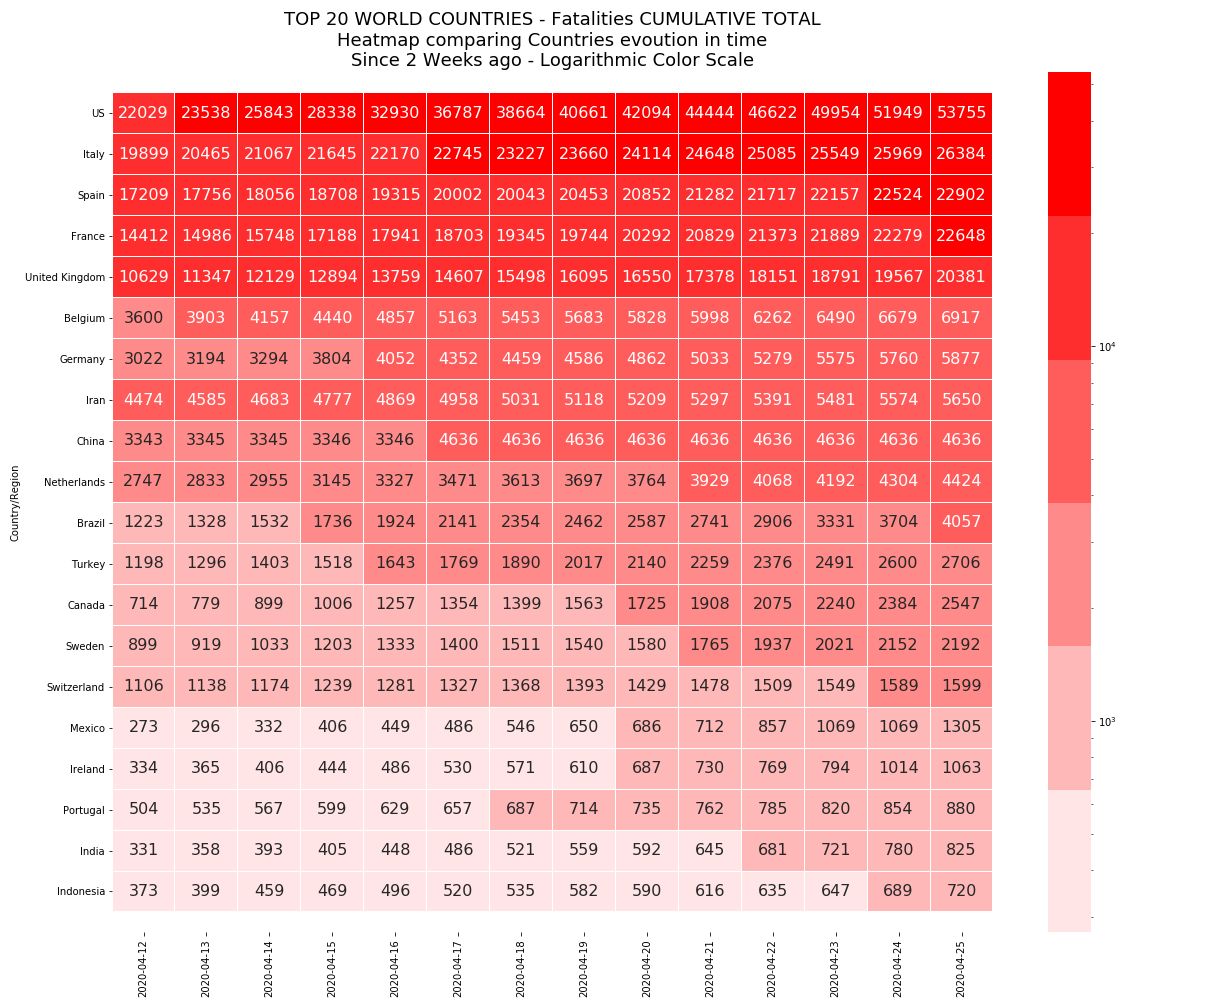 TOP 20 WORLD COUNTRIES - Fatalities CUMULATIVE TOTAL
Heatmap comparing Countries evoution in time
Since 2 Weeks ago - Logarithmic Color Scale
US 22029 23538 25843 28338 32930 36787 38664 40661 42094 44444 46622 49954 51949 53755
Italy 19899 20465 21067 21645 22170 22745 23227 23660 24114 24648 25085 25549 25969 26384
Spain 17209 17756 18056 18708 19315 20002 20043 20453 20852 21282 21717 22157 22524 22902
France 14412 14986 15748 17188 17941 18703 19345 19744 20292 20829 21373 21889 22279 22648
United Kingdom 10629 11347 12129 12894 13759 14607 15498 16095 16550 17378 18151 18791 19567 20381
Belgium 3600 3903 4157 4440 4857 5163 5453 5683 5828 5998 6262 6490 6679 6917
Germany 3022 3194 3294 3804 4052 4352 4459 4586 4862 5033 5279 5575 5760 5877
10⁴
Iran 4474 4585 4683 4777 4869 4958 5031 5118 5209 5297 5391 5481 5574 5650
China 3343 3345 3345 3346 3346 4636 4636 4636 4636 4636 4636 4636 4636 4636
Netherlands 2747 2833 2955 3145 3327 3471 3613 3697 3764 3929 4068 4192 4304 4424
Country/Region
Brazil 1223 1328 1532 1736 1924 2141 2354 2462 2587 2741 2906 3331 3704 4057
Turkey 1198 1296 1403 1518 1643 1769 1890 2017 2140 2259 2376 2491 2600 2706
Canada 714 779 899 1006 1257 1354 1399 1563 1725 1908 2075 2240 2384 2547
Sweden 899 919 1033 1203 1333 1400 1511 1540 1580 1765 1937 2021 2152 2192
Switzerland 1106 1138 1174 1239 1281 1327 1368 1393 1429 1478 1509 1549 1589 1599
Mexico 273 296 332 406 449 486 546 650 686 712 857 1069 1069 1305
10³
Ireland 334 365 406 444 486 530 571 610 687 730 769 794 1014 1063
Portugal 504 535 567 599 629 657 687 714 735 762 785 820 854 880
India 331 358 393 405 448 486 521 559 592 645 681 721 780 825
Indonesia 373 399 459 469 496 520 535 582 590 616 635 647 689 720
2020-04-12 2020-04-13 2020-04-14 2020-04-15 2020-04-16 2020-04-17 2020-04-18 2020-04-19 2020-04-20 2020-04-21 2020-04-22 2020-04-23 2020-04-24 2020-04-25